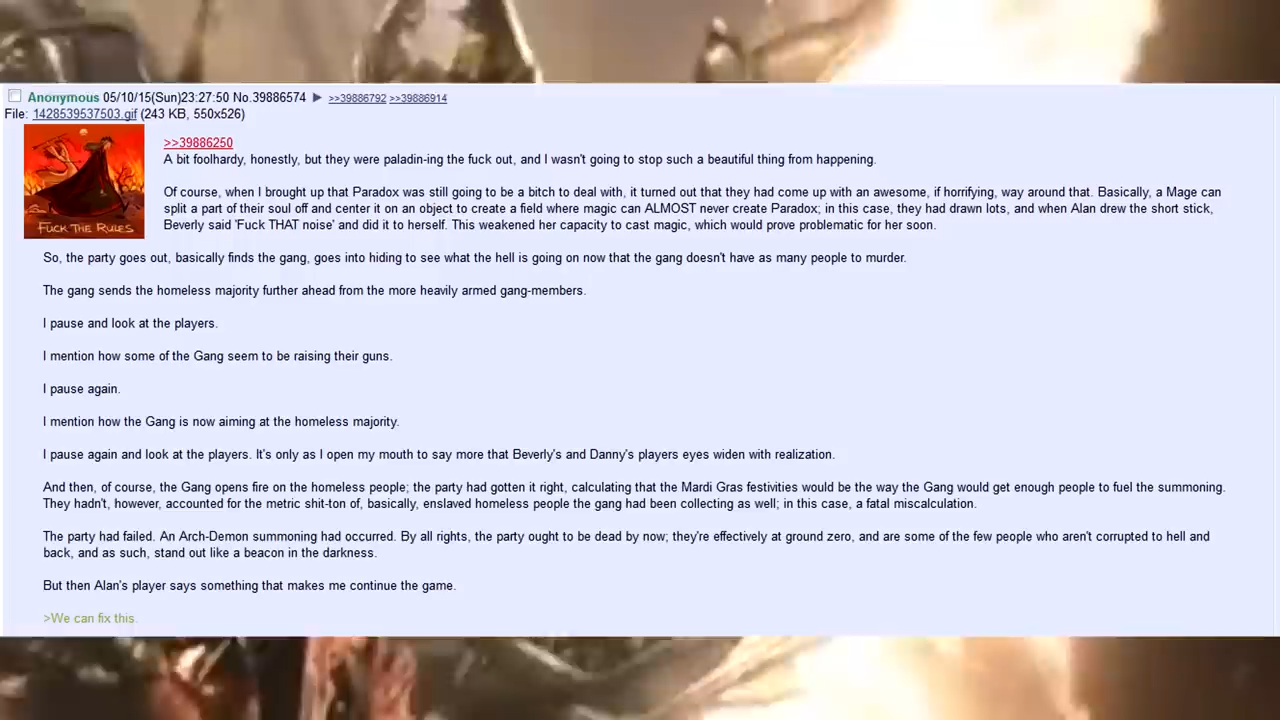 Anonymous 05/10/15(Sun)23:27:50 No.39886574 ▶ >>39886792 >>39886914
File: 1428539537503.gif (243 KB, 550x526)
>>39886250
A bit foolhardy, honestly, but they were paladin-ing the fuck out, and I wasn't going to stop such a beautiful thing from happening.
Of course, when I brought up that Paradox was still going to be a bitch to deal with, it turned out that they had come up with an awesome, if horrifying, way around that. Basically, a Mage can
split a part of their soul off and center it on an object to create a field where magic can ALMOST never create Paradox; in this case, they had drawn lots, and when Alan drew the short stick,
Beverly said 'Fuck THAT noise' and did it to herself. This weakened her capacity to cast magic, which would prove problematic for her soon.
FUCK THE RULES
So, the party goes out, basically finds the gang, goes into hiding to see what the hell is going on now that the gang doesn't have as many people to murder.
The gang sends the homeless majority further ahead from the more heavily armed gang-members.
I pause and look at the players.
I mention how some of the Gang seem to be raising their guns.
I pause again.
I mention how the Gang is now aiming at the homeless majority.
I pause again and look at the players. It's only as I open my mouth to say more that Beverly's and Danny's players eyes widen with realization.
And then, of course, the Gang opens fire on the homeless people; the party had gotten it right, calculating that the Mardi Gras festivities would be the way the Gang would get enough people to fuel the summoning.
They hadn't, however, accounted for the metric shit-ton of, basically, enslaved homeless people the gang had been collecting as well; in this case, a fatal miscalculation.
The party had failed. An Arch-Demon summoning had occurred. By all rights, the party ought to be dead by now; they're effectively at ground zero, and are some of the few people who aren't corrupted to hell and
back, and as such, stand out like a beacon in the darkness.
But then Alan's player says something that makes me continue the game.
>We can fix this.